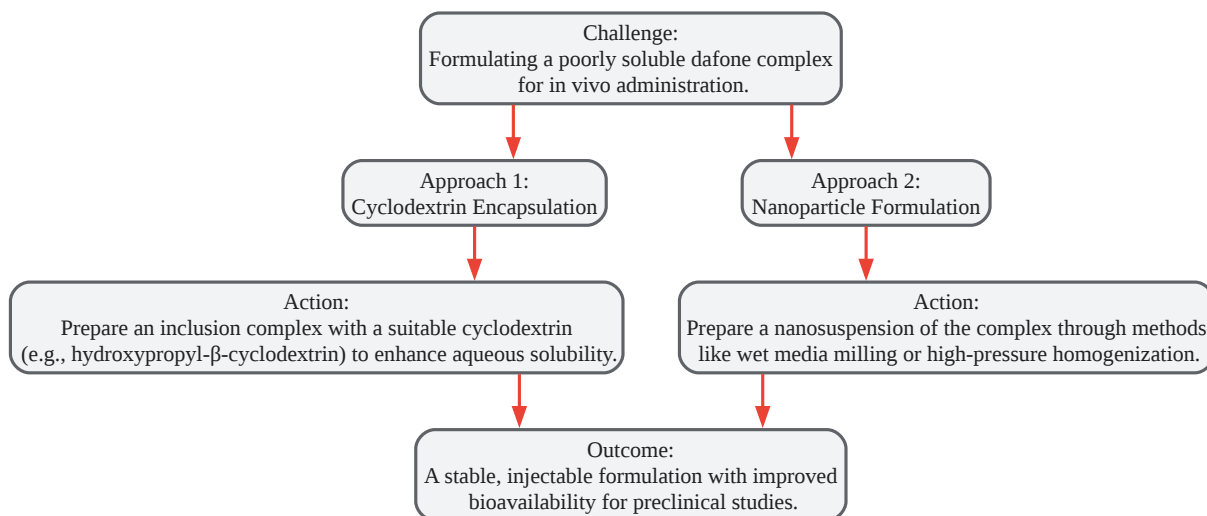 Challenge:
Formulating a poorly soluble dafone complex
for in vivo administration.
Approach 1:
Cyclodextrin Encapsulation
Approach 2:
Nanoparticle Formulation
Action:
Prepare an inclusion complex with a suitable cyclodextrin
(e.g., hydroxypropyl-β-cyclodextrin) to enhance aqueous solubility.
Action:
Prepare a nanosuspension of the complex through methods
like wet media milling or high-pressure homogenization.
Outcome:
A stable, injectable formulation with improved
bioavailability for preclinical studies.